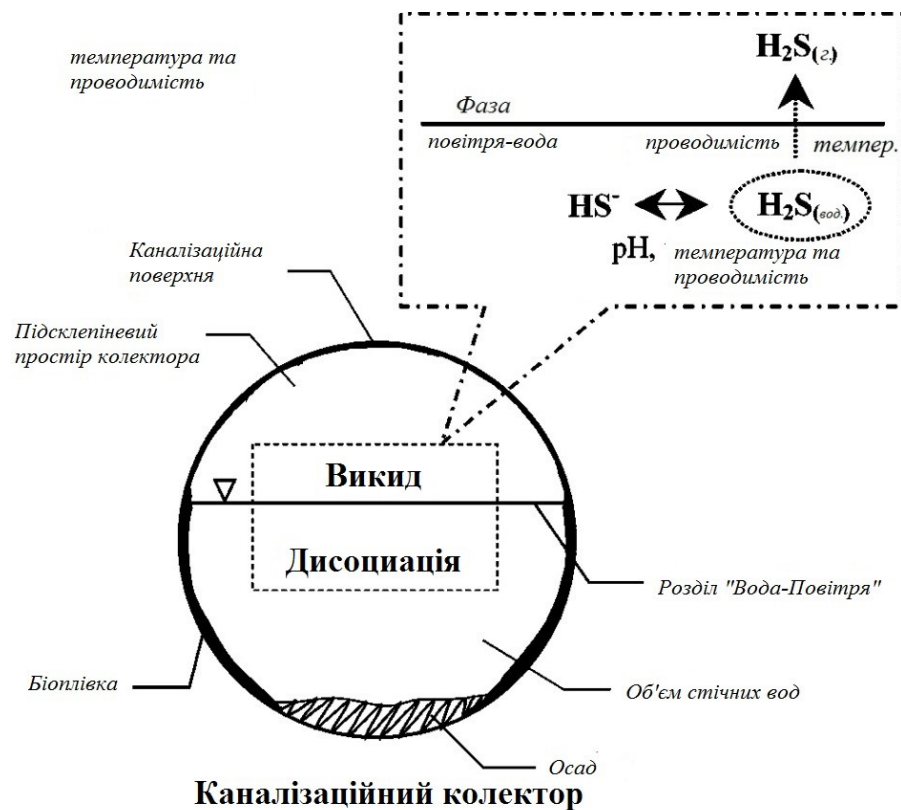 температура та
проводимість
H₂S(г.)
Фаза
повітря-вода
проводимість
темпер.
HS⁻
H₂S(вод.)
pH,
температура та
проводимість
Каналізаційна
поверхня
Підсклепіневий
простір колектора
Викид
Дисоциація
Розділ "Вода-Повітря"
Біоплівка
Об'єм стічних вод
Осад
Каналізаційний колектор